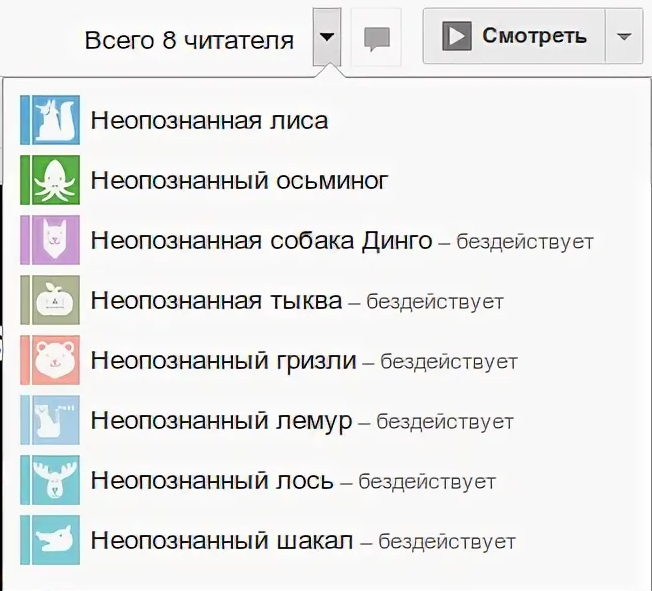 Всего 8 читателя
Смотреть
Неопознанная лиса
Неопознанный осьминог
Неопознанная собака Динго – бездействует
Неопознанная тыква – бездействует
Неопознанный гризли – бездействует
Неопознанный лемур – бездействует
Неопознанный лось – бездействует
Неопознанный шакал – бездействует